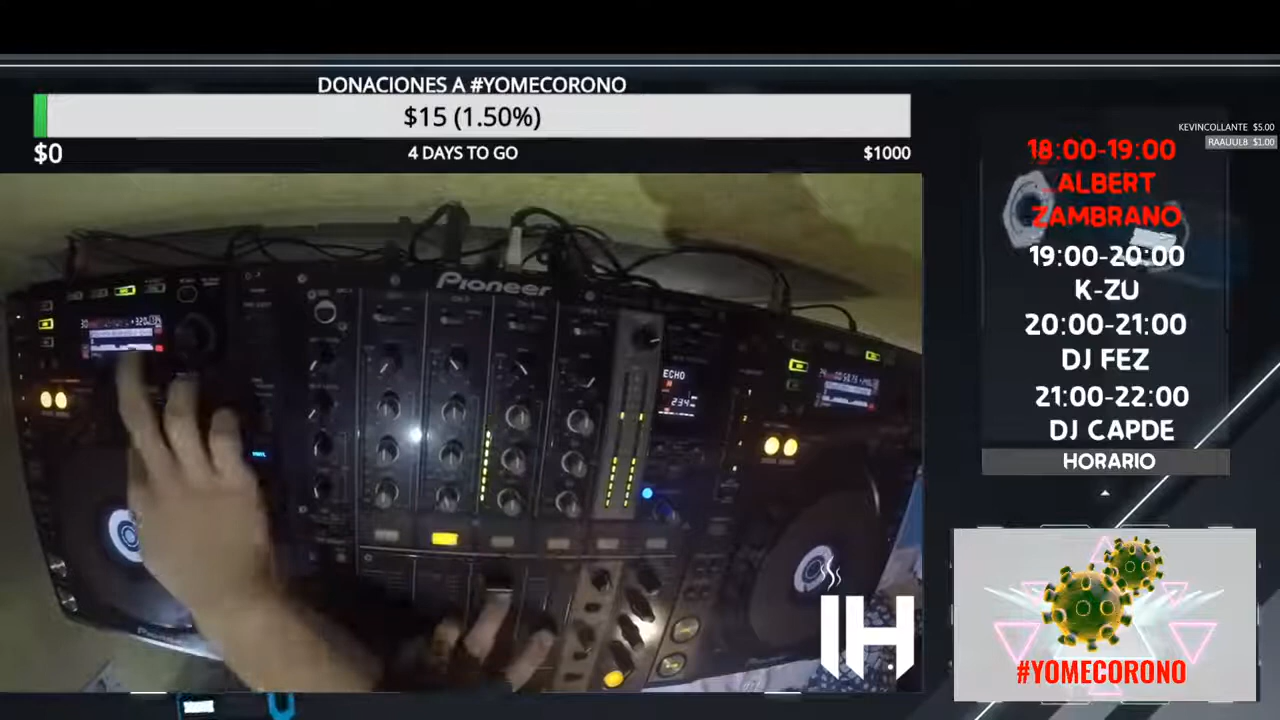 DONACIONES A #YOMECORONO
$15 (1.50%)
$0
4 DAYS TO GO
$1000
KEVINCOLLANTE $5.00
RAAUULB $1.00
18:00-19:00
ALBERT
ZAMBRANO
19:00-20:00
K-ZU
20:00-21:00
DJ FEZ
21:00-22:00
DJ CAPDE
HORARIO
Pioneer
ECHO
234
IH
#YOMECORONO